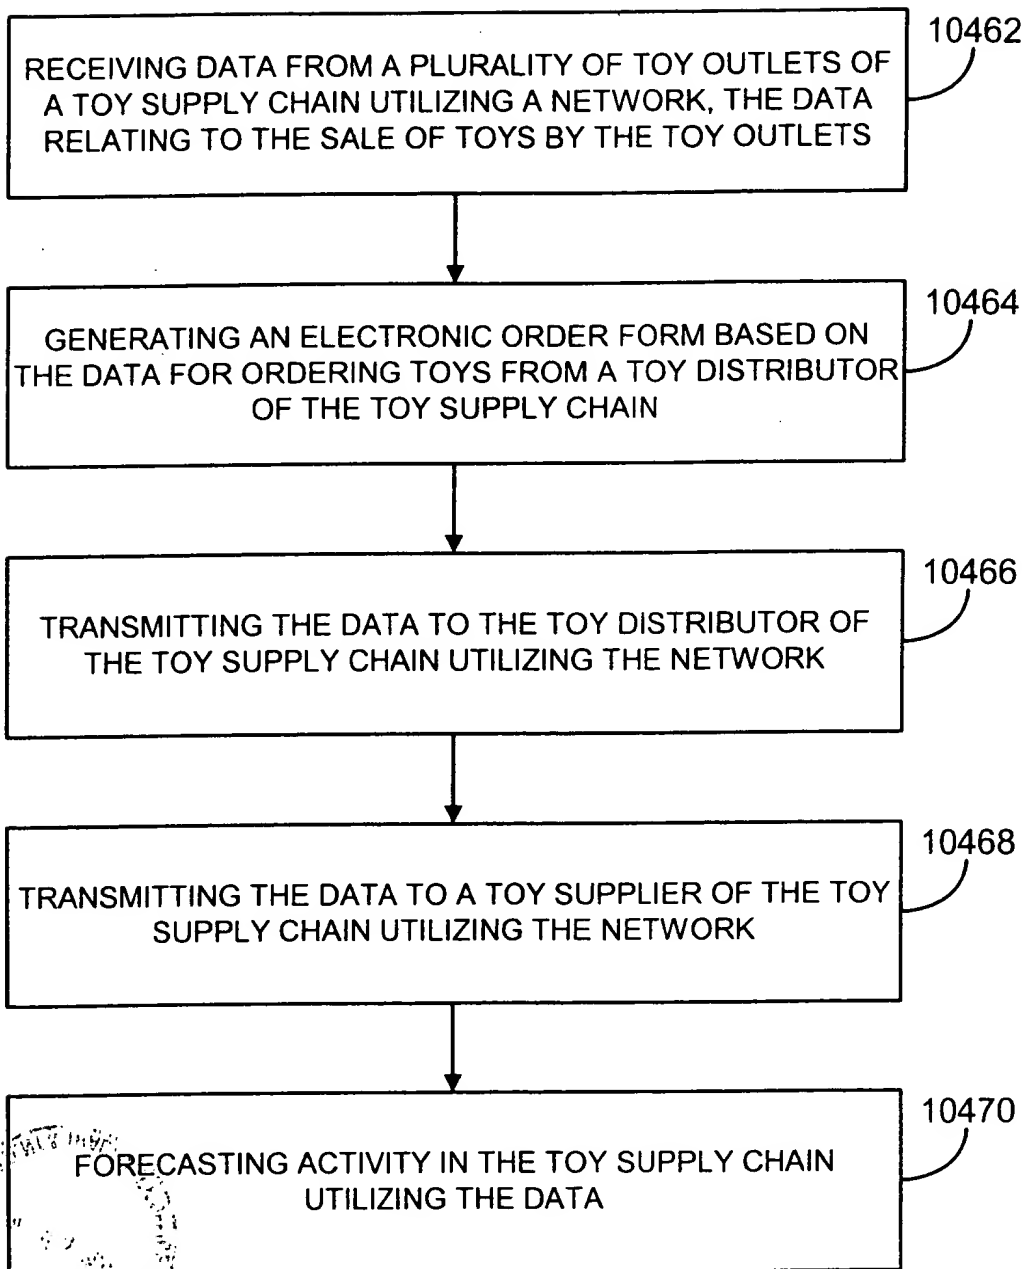 10462
RECEIVING DATA FROM A PLURALITY OF TOY OUTLETS OF
A TOY SUPPLY CHAIN UTILIZING A NETWORK, THE DATA
RELATING TO THE SALE OF TOYS BY THE TOY OUTLETS
10464
GENERATING AN ELECTRONIC ORDER FORM BASED ON
THE DATA FOR ORDERING TOYS FROM A TOY DISTRIBUTOR
OF THE TOY SUPPLY CHAIN
10466
TRANSMITTING THE DATA TO THE TOY DISTRIBUTOR OF
THE TOY SUPPLY CHAIN UTILIZING THE NETWORK
10468
TRANSMITTING THE DATA TO A TOY SUPPLIER OF THE TOY
SUPPLY CHAIN UTILIZING THE NETWORK
10470
FORECASTING ACTIVITY IN THE TOY SUPPLY CHAIN
UTILIZING THE DATA